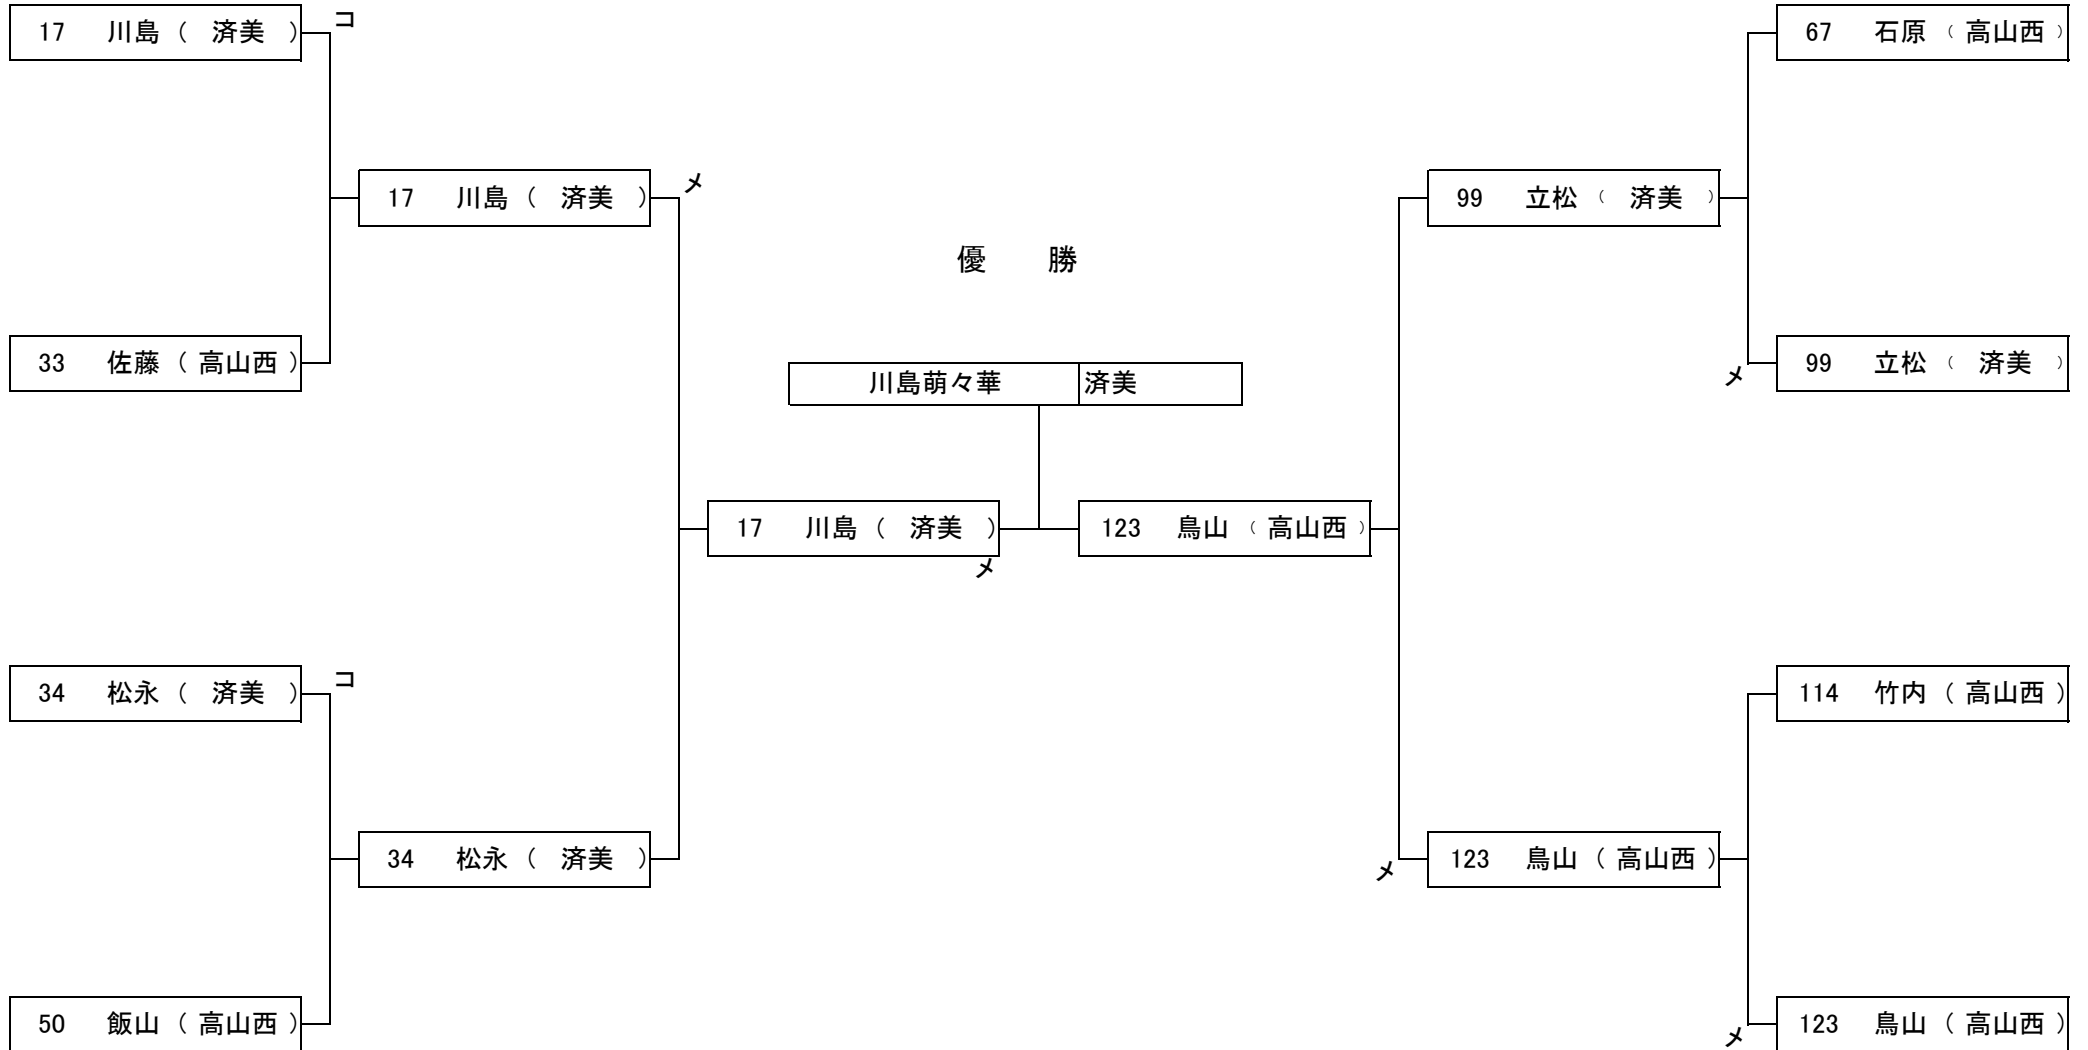 17 川島 ( 済美 ) コ
67 石原 ( 高山西 )
17 川島 ( 済美 ) メ
99 立松 ( 済美 )
優 勝
33 佐藤 ( 高山西 )
川島萌々華 済美
メ 99 立松 ( 済美 )
17 川島 ( 済美 )
メ
123 鳥山 ( 高山西 )
34 松永 ( 済美 ) コ
114 竹内 ( 高山西 )
34 松永 ( 済美 )
メ 123 鳥山 ( 高山西 )
50 飯山 ( 高山西 )
メ 123 鳥山 ( 高山西 )